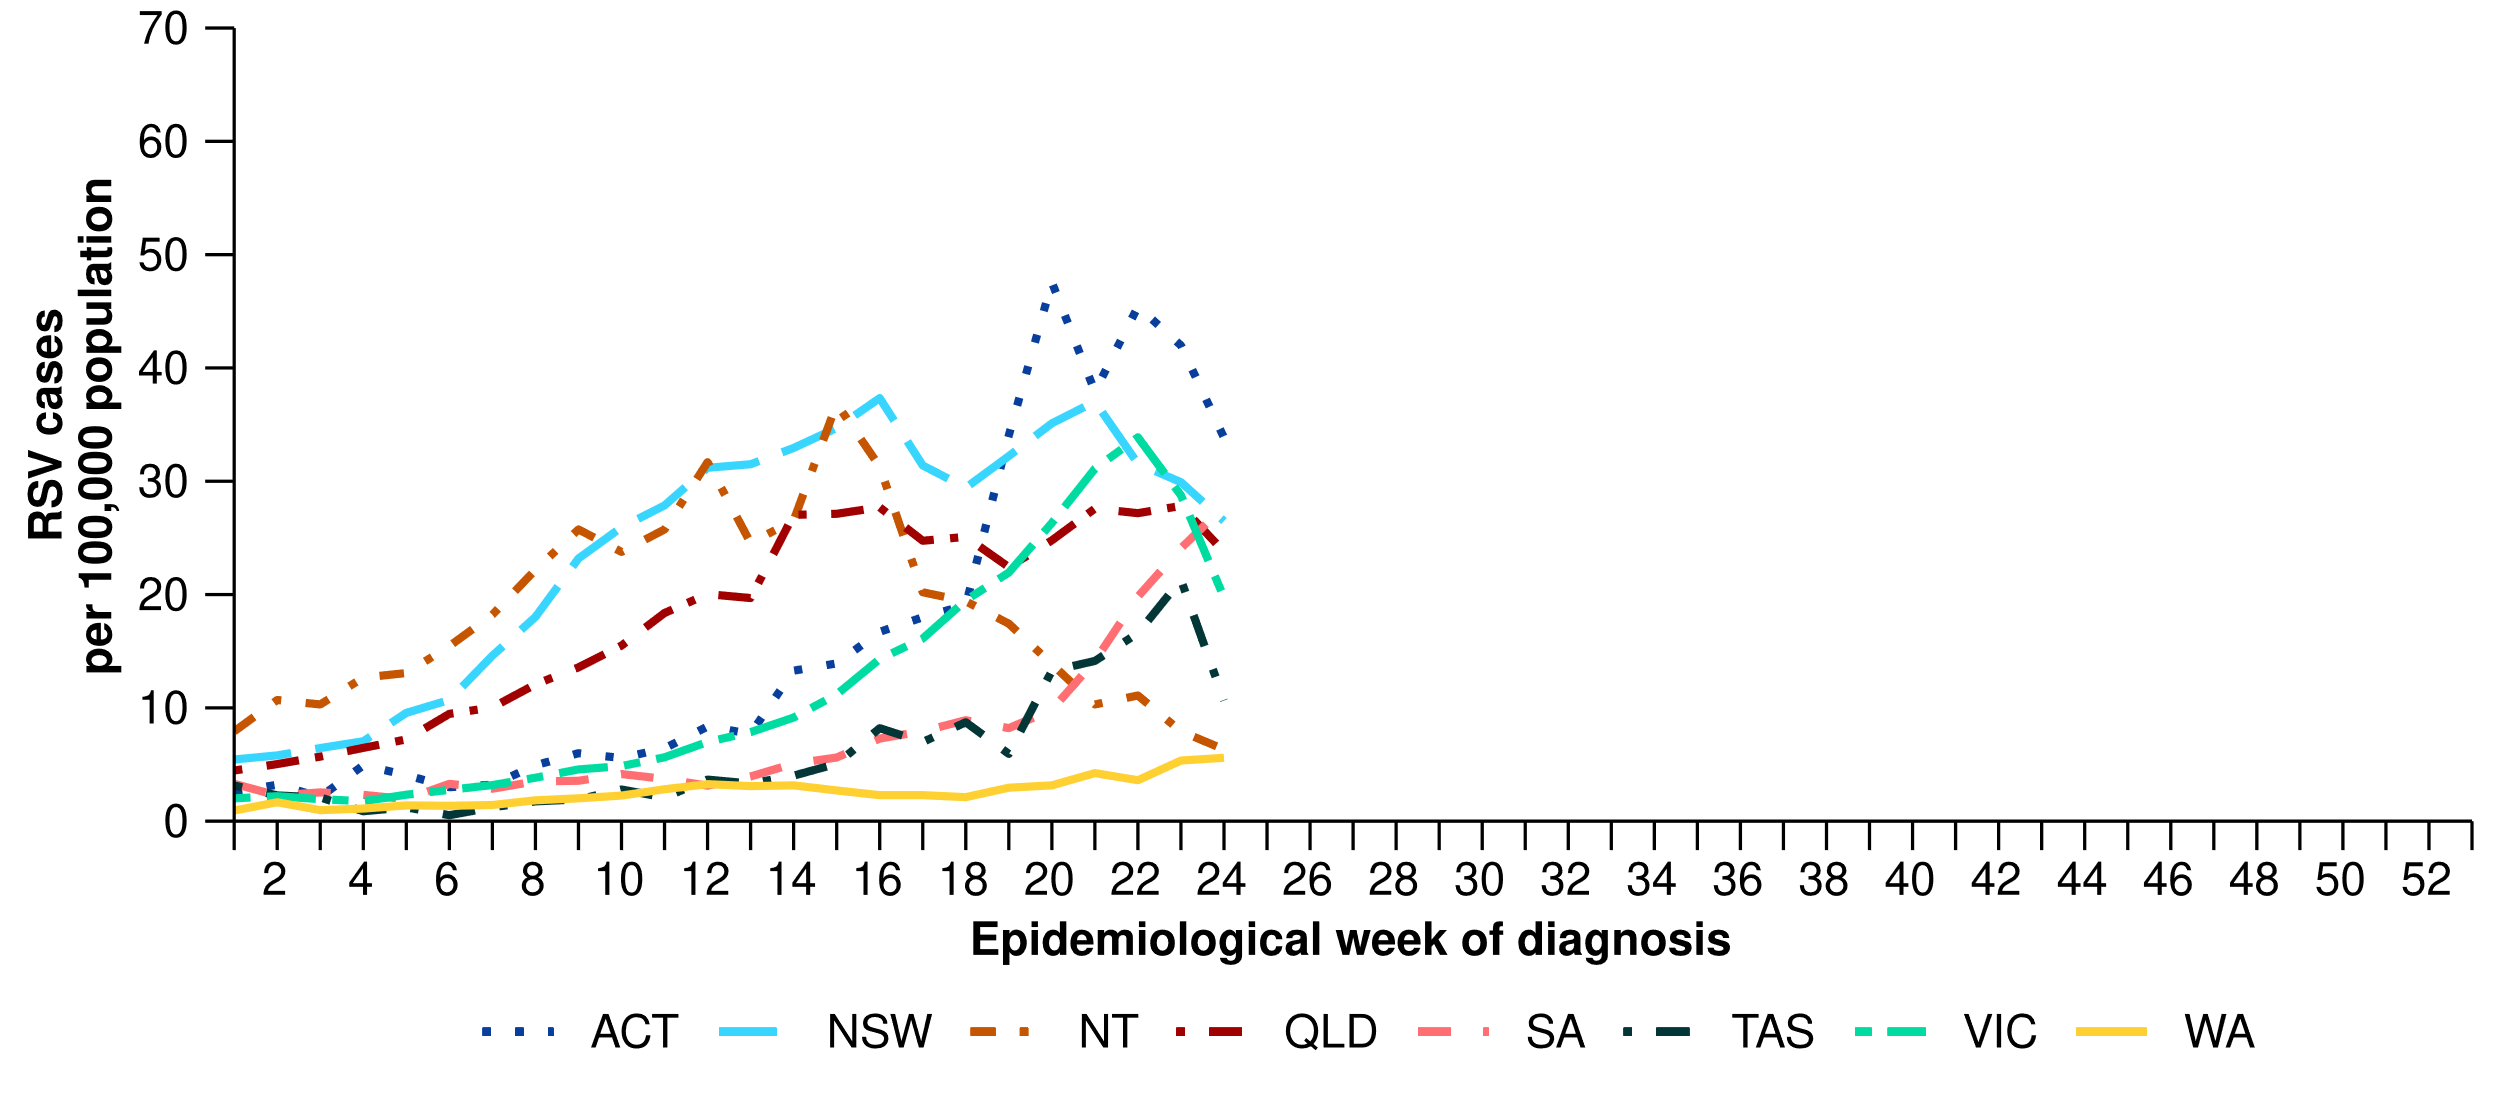 70
60
50
40
30
20
10
0
RSV cases
per 100,000 population
2 4 6 8 10 12 14 16 18 20 22 24 26 28 30 32 34 36 38 40 42 44 46 48 50 52
Epidemiological week of diagnosis
ACT NSW NT QLD SA TAS VIC WA